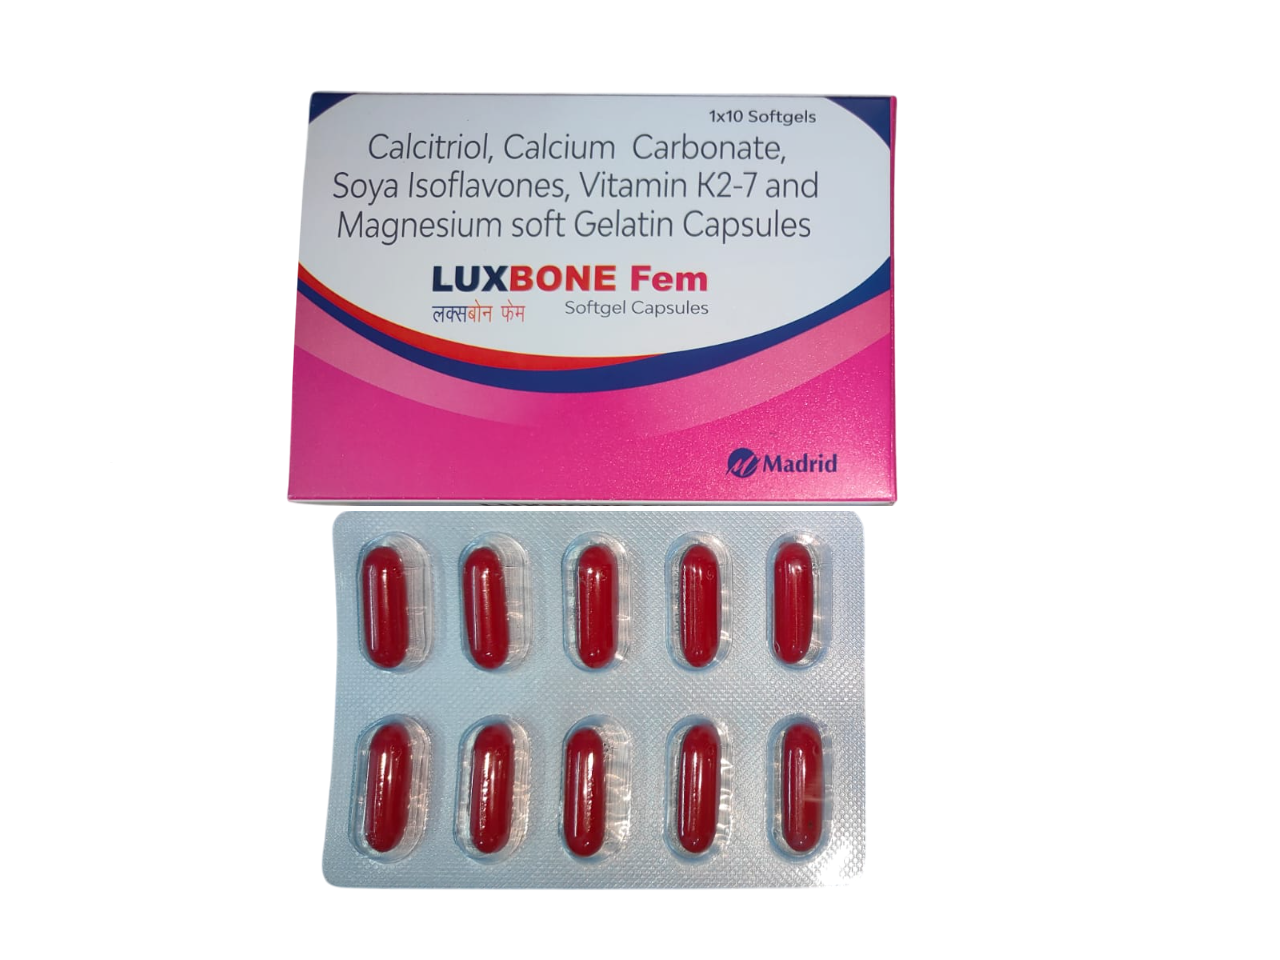 1x10 Softgels
Calcitriol, Calcium Carbonate,
Soya Isoflavones, Vitamin K2-7 and
Magnesium soft Gelatin Capsules
LUXBONE Fem
लक्सबोन फेम Softgel Capsules
Madrid